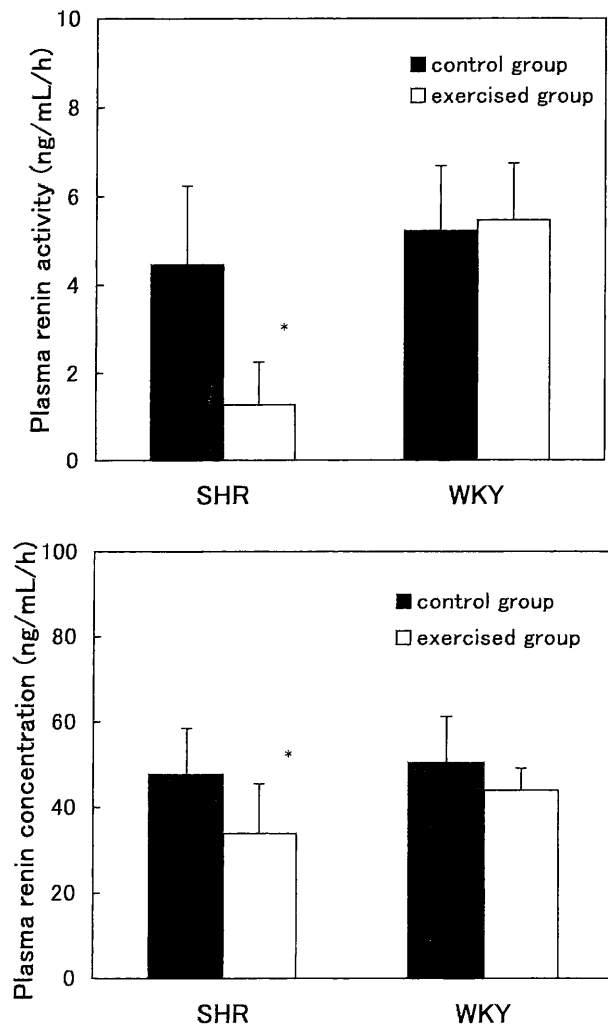 10
8
6
4
2
0
Plasma renin activity (ng/mL/h)
■ control group
□ exercised group
*
SHR WKY
100
80
60
40
20
0
Plasma renin concentration (ng/mL/h)
■ control group
□ exercised group
*
SHR WKY